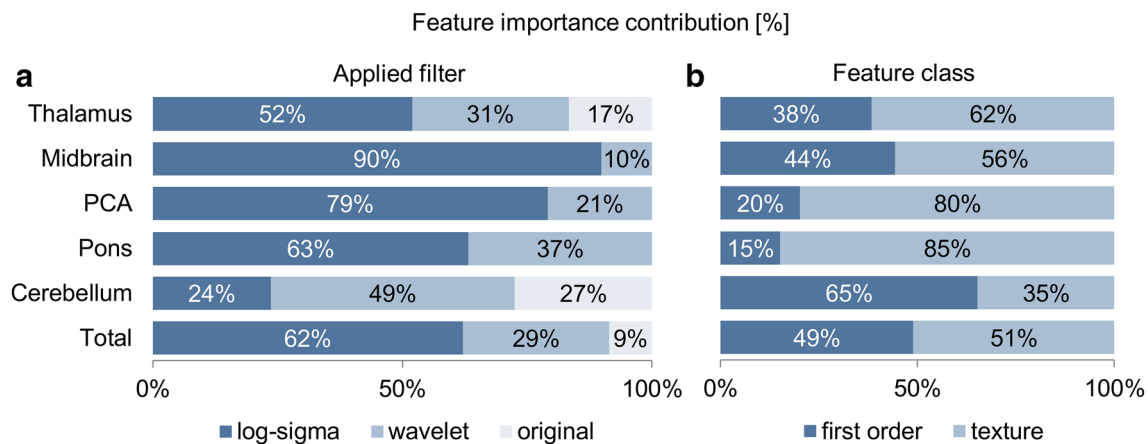 Feature importance contribution [%]
a Applied filter
Thalamus 52% 31% 17%
Midbrain 90% 10%
PCA 79% 21%
Pons 63% 37%
Cerebellum 24% 49% 27%
Total 62% 29% 9%
0% 50% 100%
log-sigma wavelet original
b Feature class
38% 62%
44% 56%
20% 80%
15% 85%
65% 35%
49% 51%
0% 50% 100%
first order texture